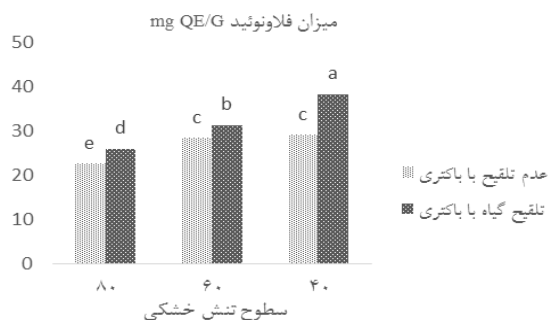 میزان فلاونوئید mg QE/G
50
40
30
20
10
0
e d c b c a
۸۰ ۶۰ ۴۰
سطوح تنش خشکی
عدم تلقیح با باکتری
تلقیح گیاه با باکتری